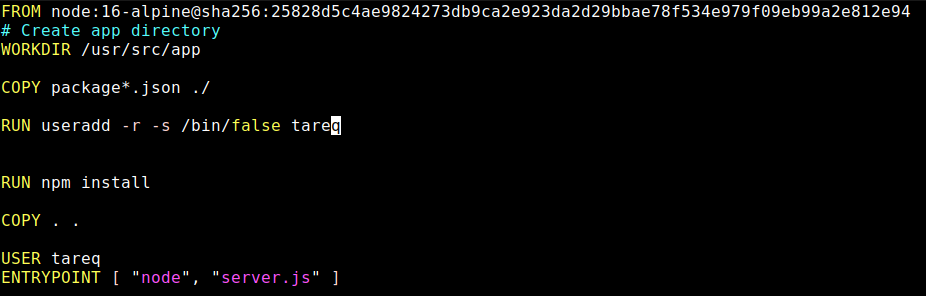 FROM node:16-alpine@sha256:25828d5c4ae9824273db9ca2e923da2d29bbae78f534e979f09eb99a2e812e94
# Create app directory
WORKDIR /usr/src/app
COPY package*.json ./
RUN useradd -r -s /bin/false tareq
RUN npm install
COPY . .
USER tareq
ENTRYPOINT [ "node", "server.js" ]